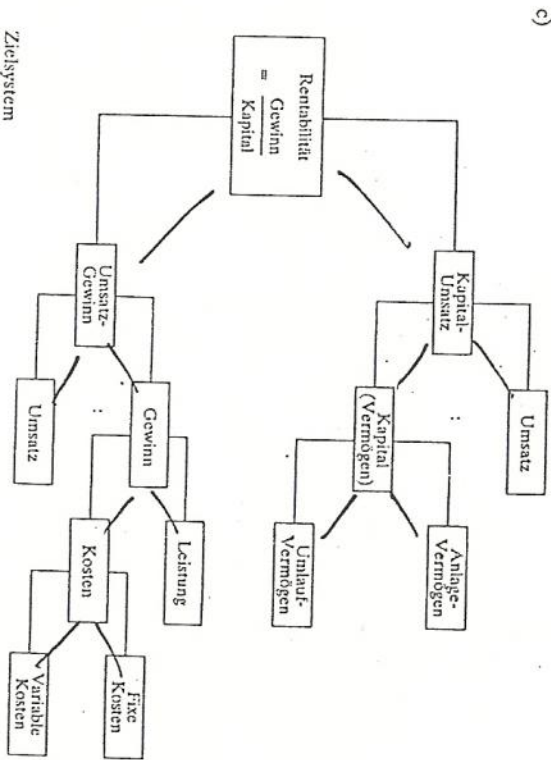 c)
Rentabilität
= Gewinn
Kapital
Kapital-
Umsatz
Umsatz-
Gewinn
Umsatz
:
Kapital
(Vermögen)
Gewinn
:
Umsatz
Anlage-
Vermögen
Umlauf-
Vermögen
Leistung
Kosten
Fixe
Kosten
Variable
Kosten
Zielsystem